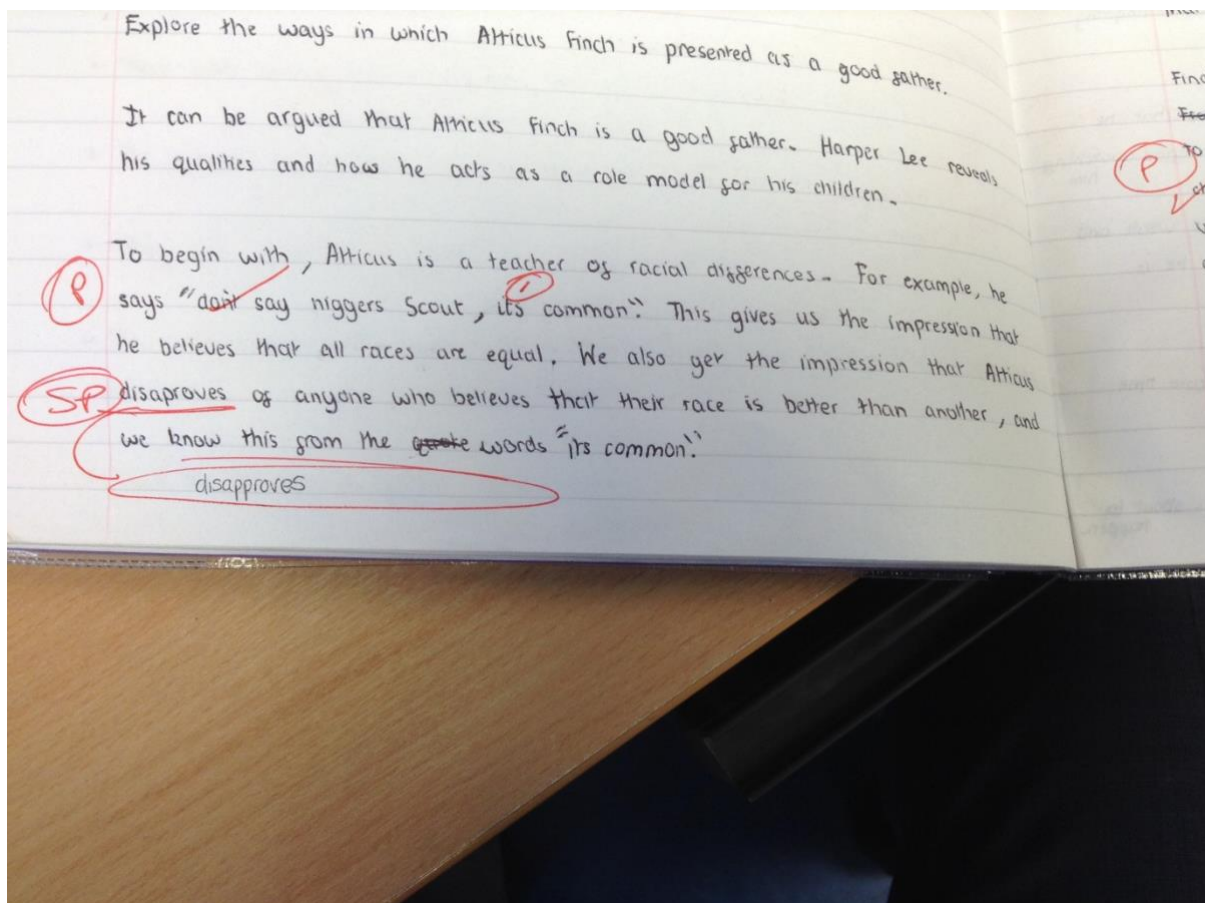 Explore the ways in which Atticus Finch is presented as a good father.
It can be argued that Atticus Finch is a good father. Harper Lee reveals
his qualities and how he acts as a role model for his children.
To begin with, Atticus is a teacher of racial differences. For example, he
P
says "don't say niggers Scout, it's common". This gives us the impression that
he believes that all races are equal. We also get the impression that Atticus
SP
disaproves of anyone who believes that their race is better than another, and
we know this from the quote words "its common".
disapproves
Finc
To
P